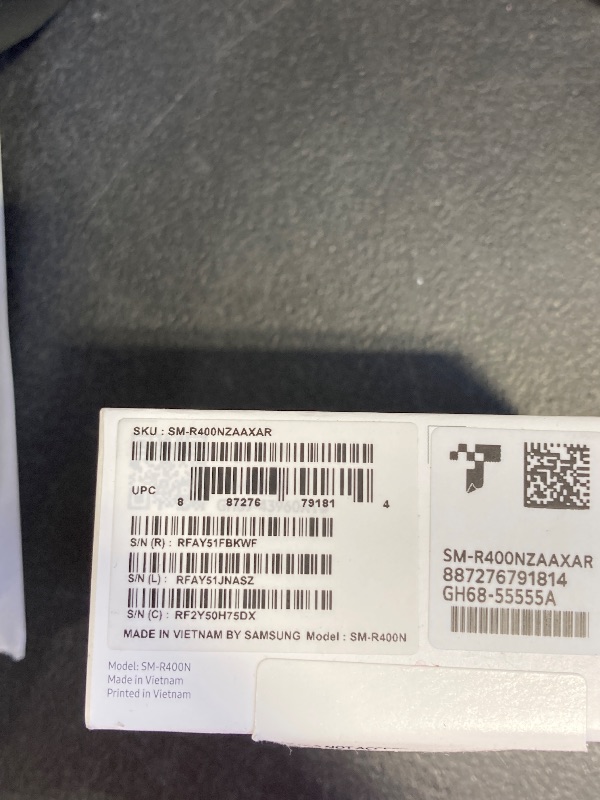 SKU : SM-R400NZAAXAR
UPC
8 87276 79181 4
S/N (R) : RFAY51FBKWF
S/N (L) : RFAY51JNASZ
S/N (C) : RF2Y50H75DX
MADE IN VIETNAM BY SAMSUNG Model : SM-R400N
SM-R400NZAAXAR
887276791814
GH68-55555A
Model: SM-R400N
Made in Vietnam
Printed in Vietnam